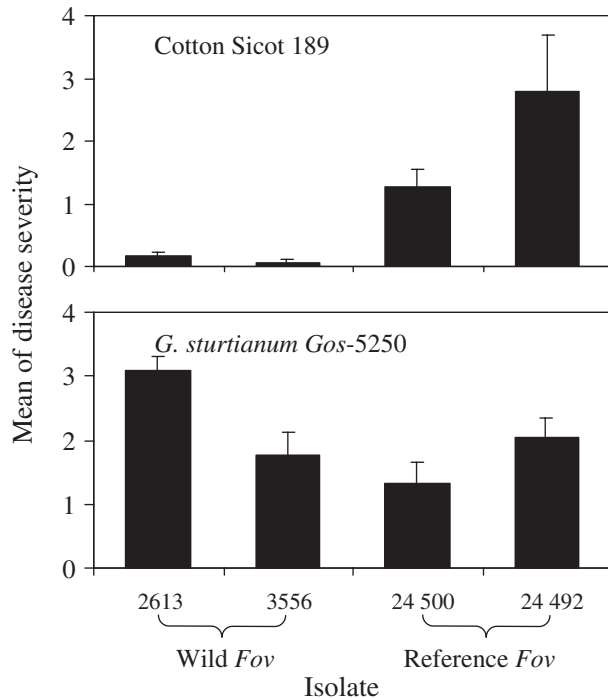 Mean of disease severity
4
Cotton Sicot 189
3
2
1
0
4
G. sturtianum Gos-5250
3
2
1
0
2613 3556 24 500 24 492
Wild Fov Reference Fov
Isolate